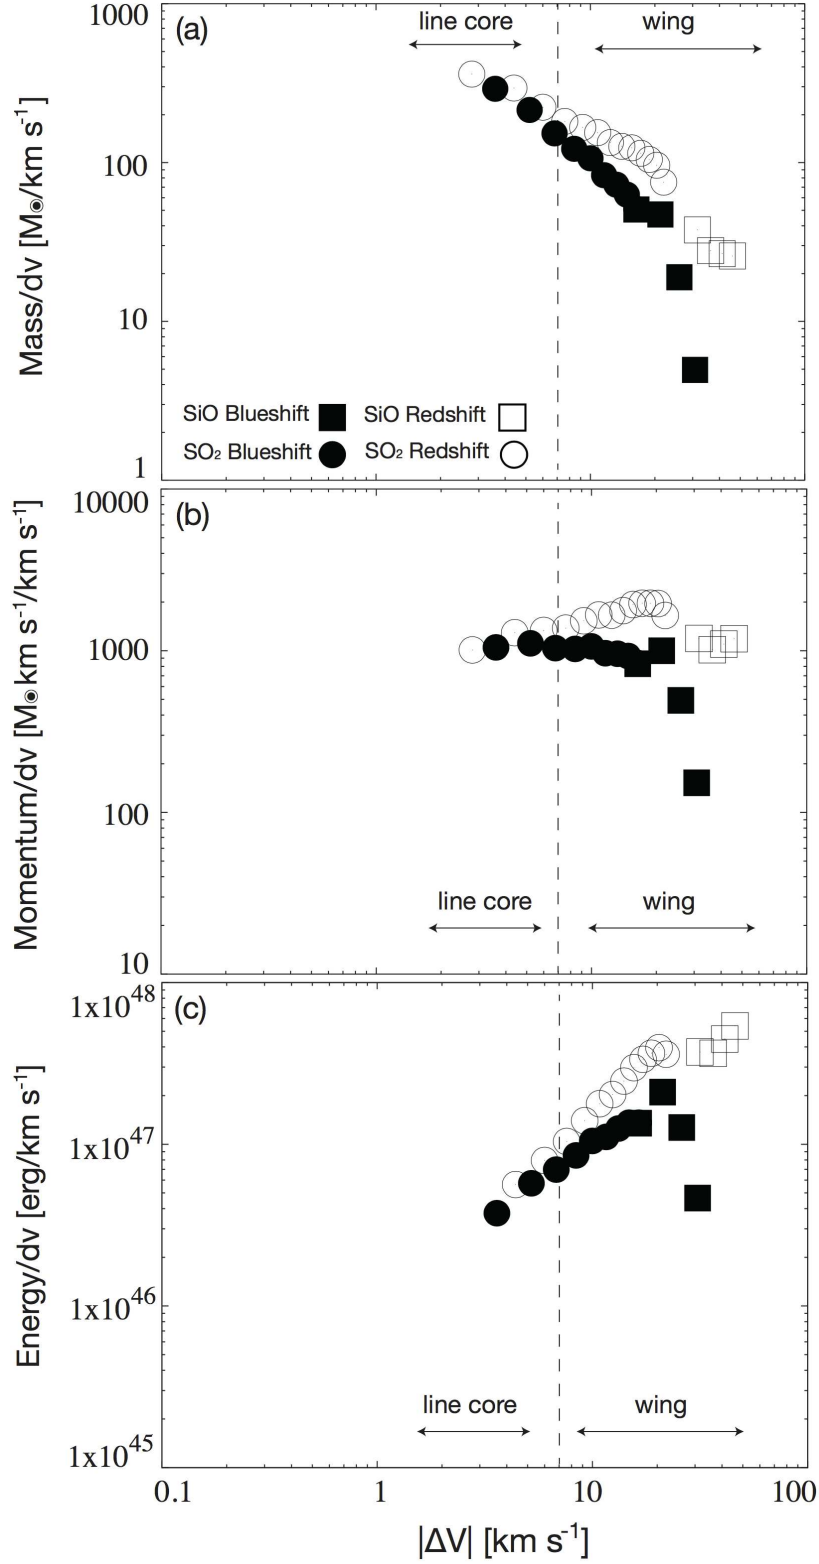 1000
(a)
line core
wing
100
Mass/dv [M⊙/km s⁻¹]
10
SiO Blueshift
SiO Redshift
SO₂ Blueshift
SO₂ Redshift
1
10000
(b)
1000
Momentum/dv [M⊙km s⁻¹/km s⁻¹]
100
line core
wing
10
1x10⁴⁸
(c)
1x10⁴⁷
Energy/dv [erg/km s⁻¹]
1x10⁴⁶
line core
wing
1x10⁴⁵
0.1
1
10
100
|ΔV| [km s⁻¹]